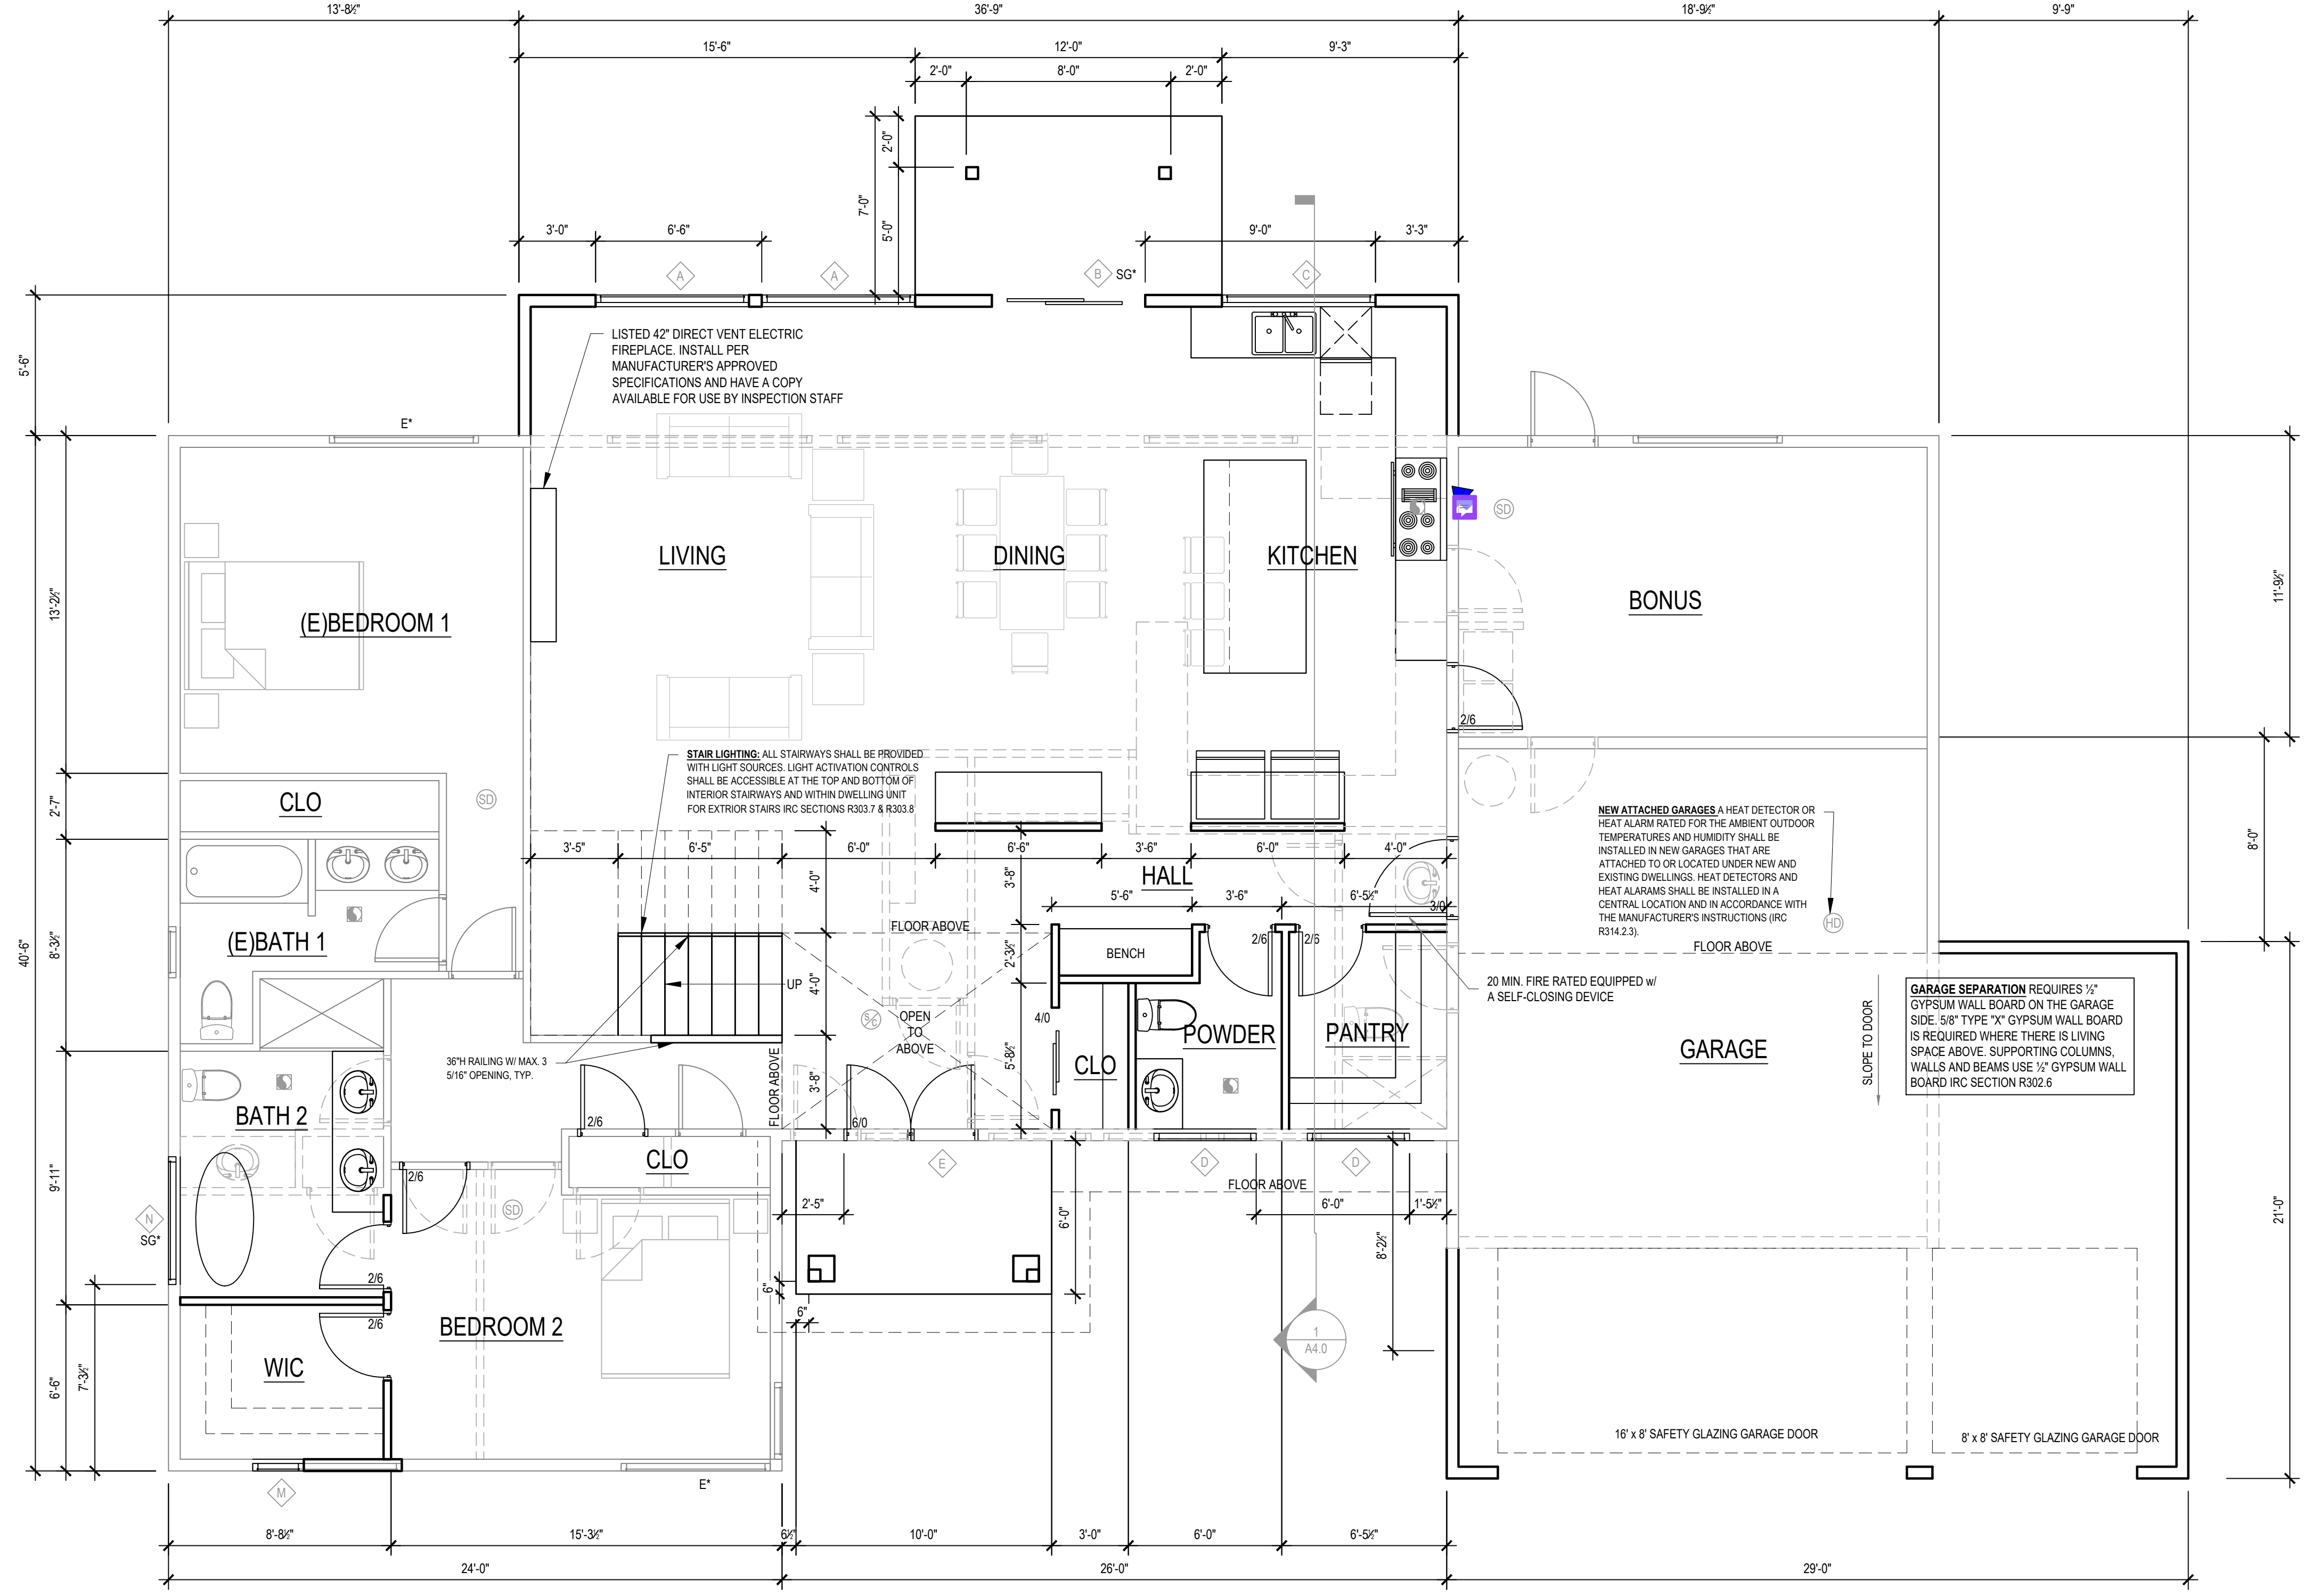 13'-8½"
36'-9"
18'-9½"
9'-9"
15'-6"
12'-0"
9'-3"
2'-0"
8'-0"
2'-0"
2'-0"
7'-0"
5'-0"
3'-0"
6'-6"
9'-0"
3'-3"
A
A
B
SG*
C
LISTED 42" DIRECT VENT ELECTRIC
FIREPLACE. INSTALL PER
MANUFACTURER'S APPROVED
SPECIFICATIONS AND HAVE A COPY
AVAILABLE FOR USE BY INSPECTION STAFF
5'-6"
E*
SD
LIVING
DINING
KITCHEN
BONUS
(E)BEDROOM 1
13'-2½"
11'-9½"
2/6
STAIR LIGHTING: ALL STAIRWAYS SHALL BE PROVIDED
WITH LIGHT SOURCES. LIGHT ACTIVATION CONTROLS
SHALL BE ACCESSIBLE AT THE TOP AND BOTTOM OF
INTERIOR STAIRWAYS AND WITHIN DWELLING UNIT
FOR EXTRIOR STAIRS IRC SECTIONS R303.7 & R303.8
CLO
SD
2'-7"
NEW ATTACHED GARAGES A HEAT DETECTOR OR
HEAT ALARM RATED FOR THE AMBIENT OUTDOOR
TEMPERATURES AND HUMIDITY SHALL BE
INSTALLED IN NEW GARAGES THAT ARE
ATTACHED TO OR LOCATED UNDER NEW AND
EXISTING DWELLINGS. HEAT DETECTORS AND
HEAT ALARAMS SHALL BE INSTALLED IN A
CENTRAL LOCATION AND IN ACCORDANCE WITH
THE MANUFACTURER'S INSTRUCTIONS (IRC
R314.2.3).
HD
8'-0"
3'-5"
6'-5"
6'-0"
6'-6"
3'-6"
6'-0"
4'-0"
4'-0"
3'-8"
HALL
5'-6"
3'-6"
6'-5½"
3/0
FLOOR ABOVE
FLOOR ABOVE
40'-6"
8'-3½"
(E)BATH 1
2/6
2/6
BENCH
2'-3½"
UP
4'-0"
20 MIN. FIRE RATED EQUIPPED w/
A SELF-CLOSING DEVICE
GARAGE SEPARATION REQUIRES ½"
GYPSUM WALL BOARD ON THE GARAGE
SIDE. 5/8" TYPE "X" GYPSUM WALL BOARD
IS REQUIRED WHERE THERE IS LIVING
SPACE ABOVE. SUPPORTING COLUMNS,
WALLS AND BEAMS USE ½" GYPSUM WALL
BOARD IRC SECTION R302.6
SLOPE TO DOOR
S/C
OPEN
TO
ABOVE
4/0
POWDER
PANTRY
GARAGE
36"H RAILING W/ MAX. 3
5/16" OPENING, TYP.
CLO
5'-8½"
3'-8"
FLOOR ABOVE
BATH 2
2/6
6/0
CLO
2/6
E
D
D
FLOOR ABOVE
9'-11"
2'-5"
6'-0"
6'-0"
1'-5½"
21'-0"
N
SG*
SD
8'-2½"
2/6
6"
6"
2/6
BEDROOM 2
1
A4.0
WIC
7'-3½"
6'-6"
16' x 8' SAFETY GLAZING GARAGE DOOR
8' x 8' SAFETY GLAZING GARAGE DOOR
M
E*
8'-8½"
15'-3½"
6½"
10'-0"
3'-0"
6'-0"
6'-5½"
24'-0"
26'-0"
29'-0"